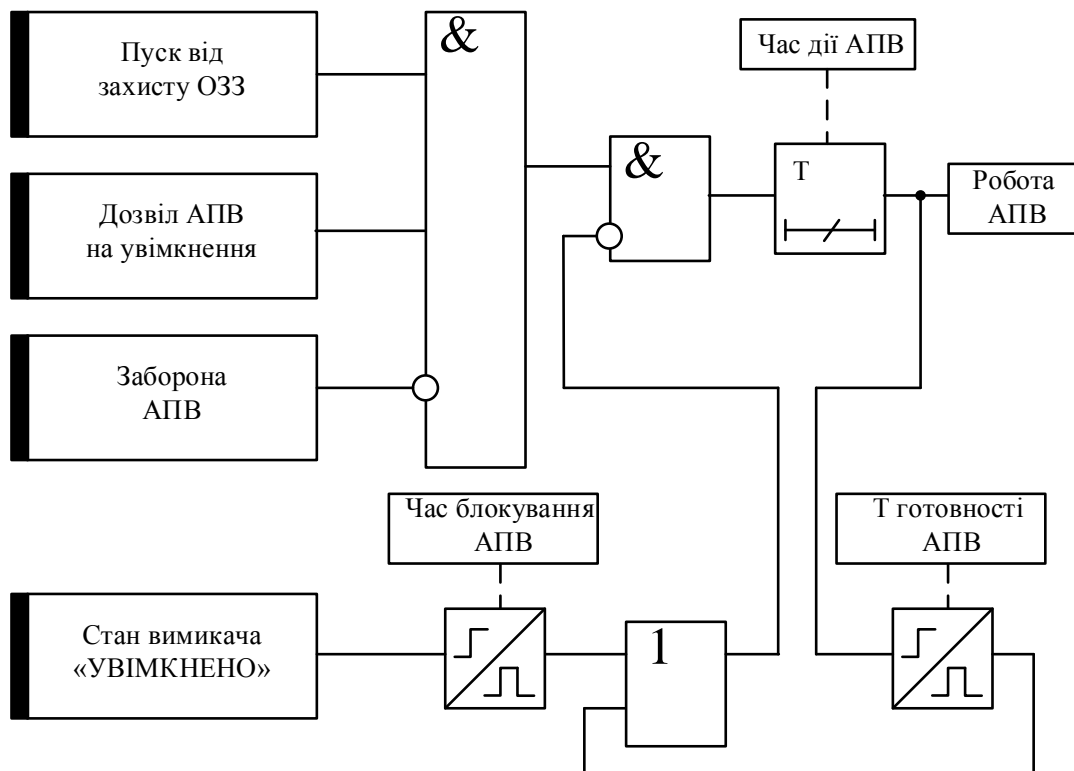 Пуск від
захисту ОЗЗ
&
Час дії АПВ
&
Т
Робота
АПВ
Дозвіл АПВ
на увімкнення
Заборона
АПВ
Час блокування
АПВ
Т готовності
АПВ
Стан вимикача
«УВІМКНЕНО»
1